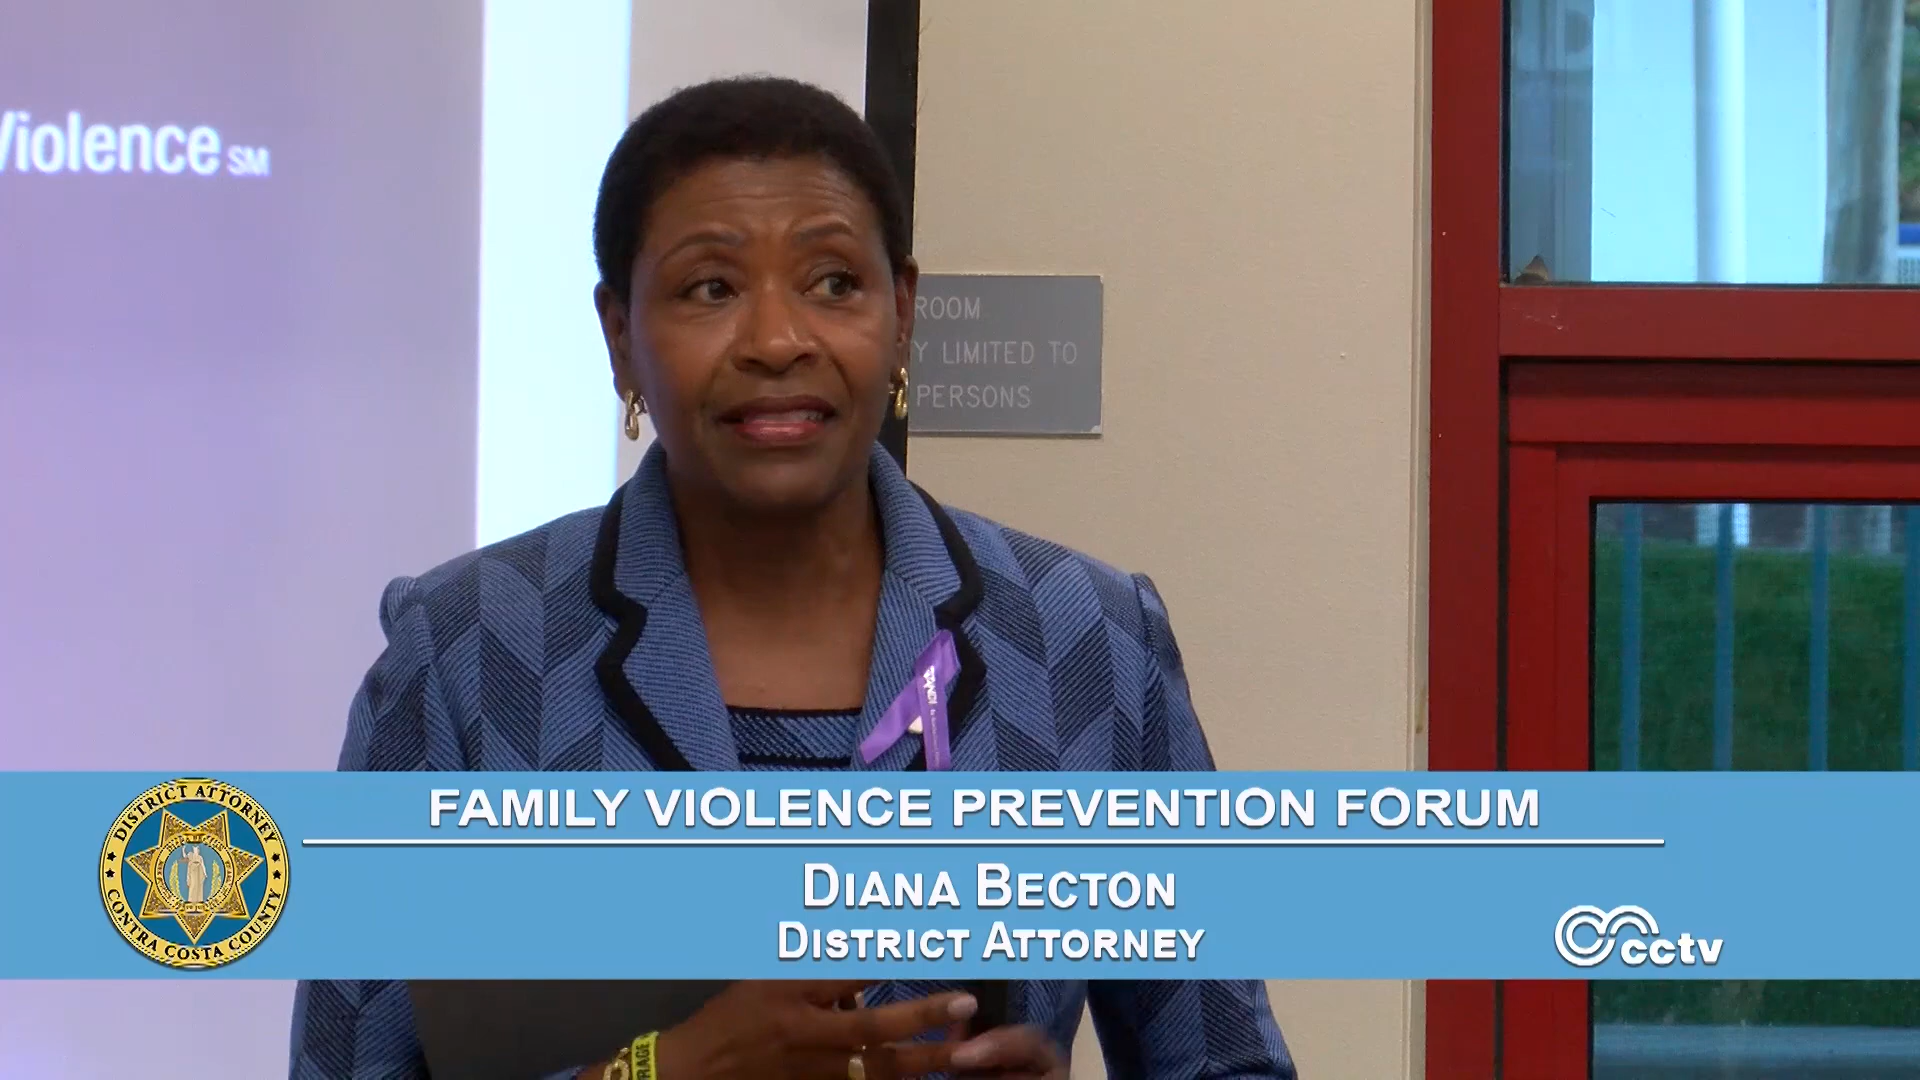 Violence SM
ROOM
Y LIMITED TO
PERSONS
FAMILY VIOLENCE PREVENTION FORUM
DIANA BECTON
DISTRICT ATTORNEY
DISTRICT ATTORNEY
CONTRA COSTA COUNTY
cctv
RAGE